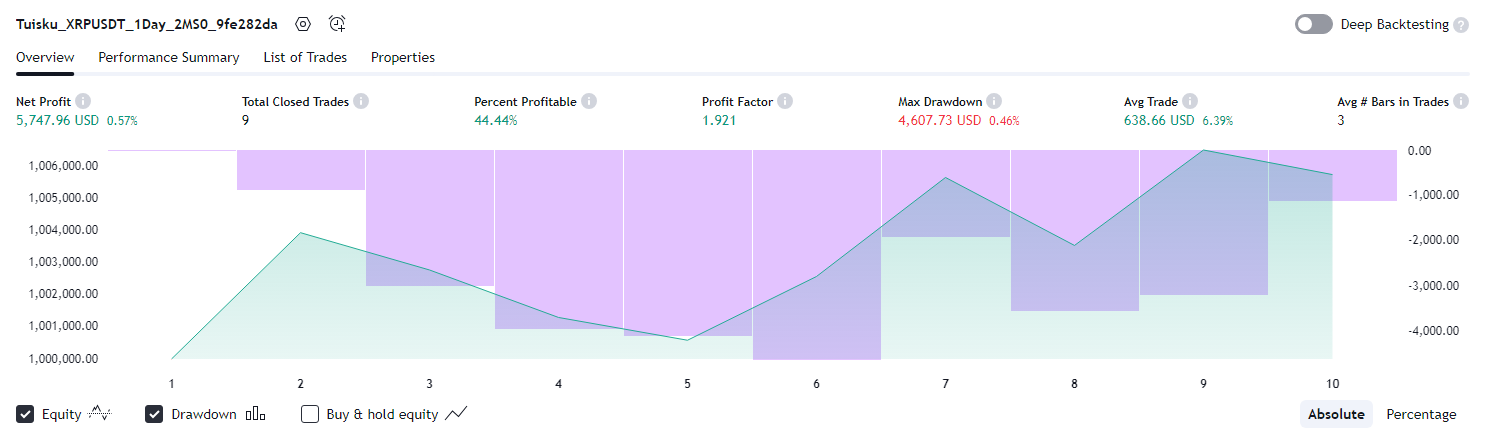 Tuisku_XRPUSDT_1Day_2MS0_9fe282da
Deep Backtesting ?
Overview Performance Summary List of Trades Properties
Net Profit Total Closed Trades Percent Profitable Profit Factor Max Drawdown Avg Trade Avg # Bars in Trades
5,747.96 USD 0.57% 9 44.44% 1.921 4,607.73 USD 0.46% 638.66 USD 6.39% 3
1,006,000.00
1,005,000.00
1,004,000.00
1,003,000.00
1,002,000.00
1,001,000.00
1,000,000.00
0.00
-1,000.00
-2,000.00
-3,000.00
-4,000.00
1 2 3 4 5 6 7 8 9 10
Equity Drawdown Buy & hold equity Absolute Percentage